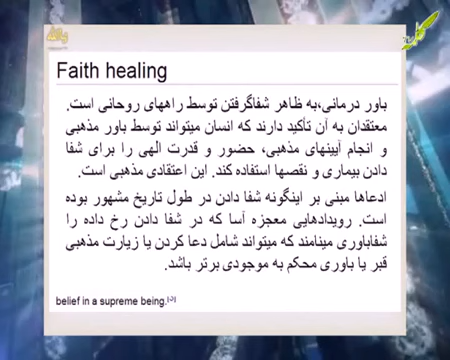 Faith healing
باور درمانی،به ظاهر شفاگرفتن توسط راههای روحانی است.
معتقدان به آن تأکید دارند که انسان میتواند توسط باور مذهبی
و انجام آیینهای مذهبی، حضور و قدرت الهی را برای شفا
دادن بیماری و نقصها استفاده کند. این اعتقادی مذهبی است.
ادعاها مبنی بر اینگونه شفا دادن در طول تاریخ مشهور بوده
است. رویدادهایی معجزه آسا که در شفا دادن رخ داده را
شفاباوری مینامند که میتواند شامل دعا کردن یا زیارت مذهبی
قبر یا باوری محکم به موجودی برتر باشد.
belief in a supreme being.